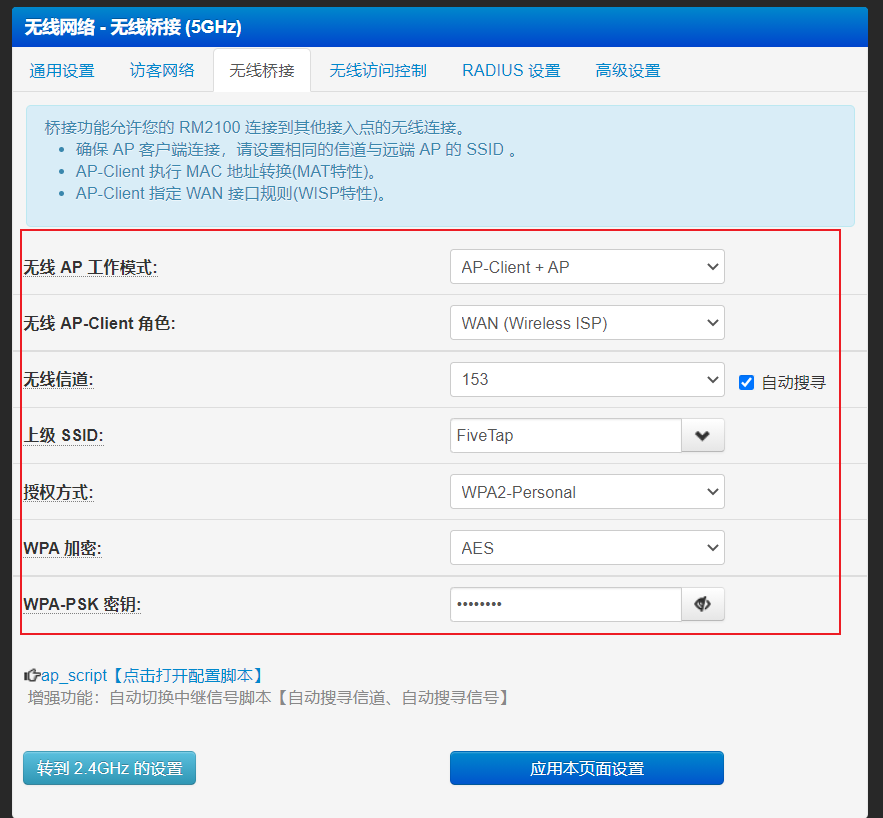 无线网络 - 无线桥接 (5GHz)
通用设置 访客网络 无线桥接 无线访问控制 RADIUS 设置 高级设置
桥接功能允许您的 RM2100 连接到其他接入点的无线连接。
• 确保 AP 客户端连接，请设置相同的信道与远端 AP 的 SSID 。
• AP-Client 执行 MAC 地址转换(MAT特性)。
• AP-Client 指定 WAN 接口规则(WISP特性)。
无线 AP 工作模式: AP-Client + AP
无线 AP-Client 角色: WAN (Wireless ISP)
无线信道: 153 自动搜寻
上级 SSID: FiveTap
授权方式: WPA2-Personal
WPA 加密: AES
WPA-PSK 密钥: ••••••••
ap_script【点击打开配置脚本】
增强功能：自动切换中继信号脚本【自动搜寻信道、自动搜寻信号】
转到 2.4GHz 的设置 应用本页面设置